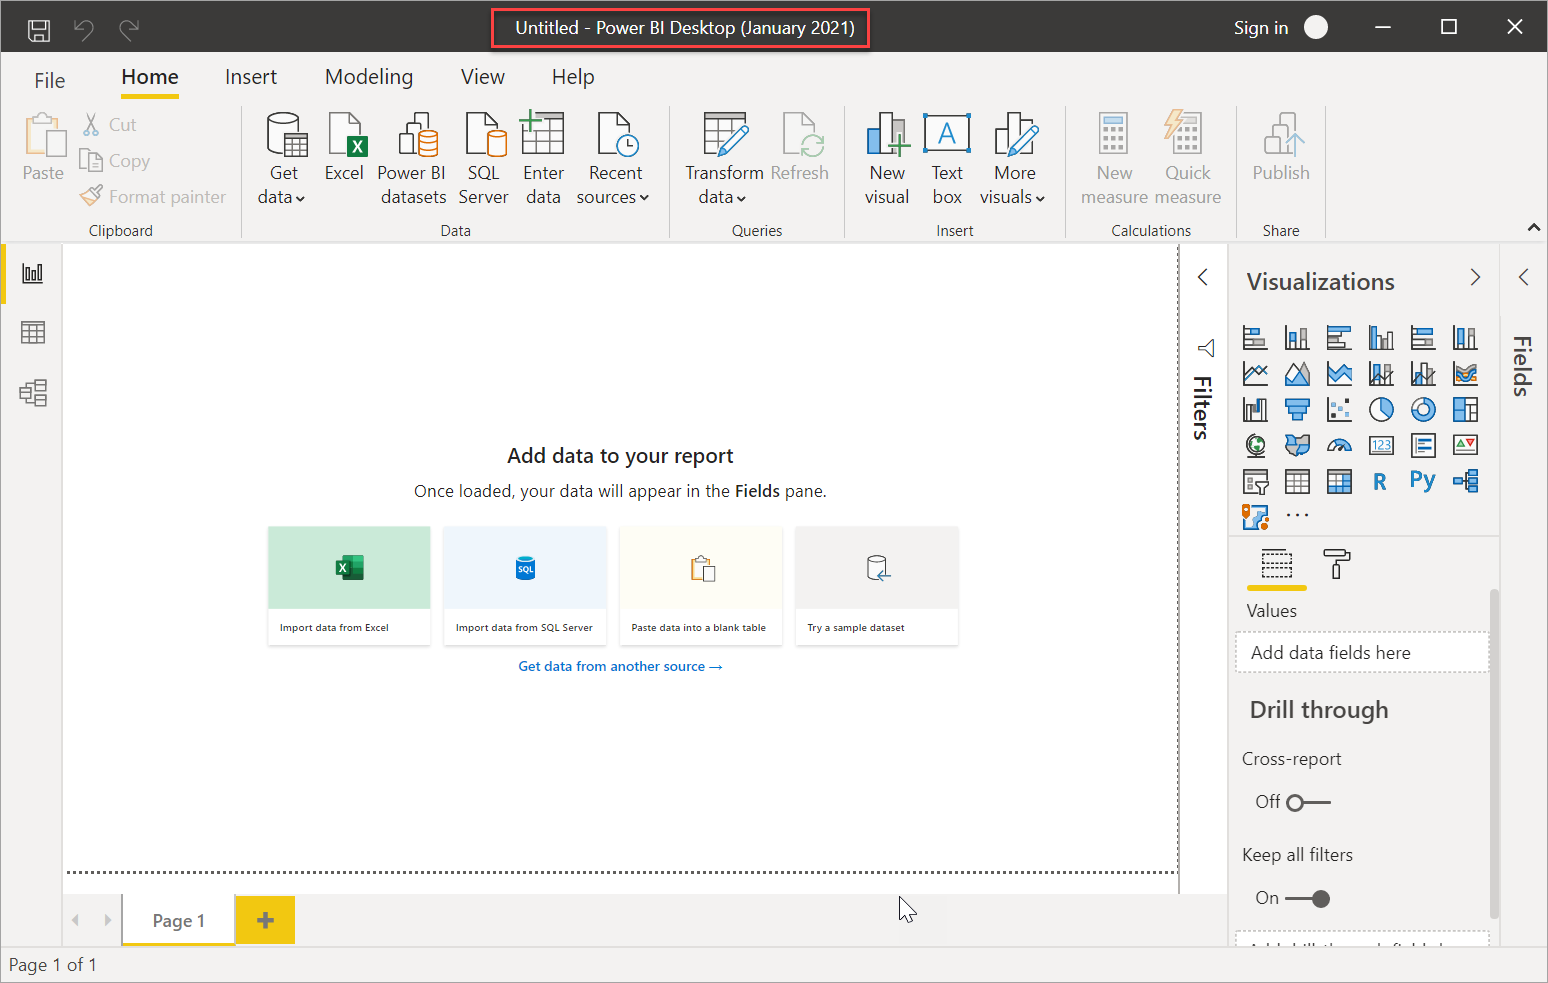 Untitled - Power BI Desktop (January 2021)
Sign in
File
Home
Insert
Modeling
View
Help
Paste
Cut
Copy
Format painter
Clipboard
Get
data
Excel
Power BI
datasets
SQL
Server
Enter
data
Recent
sources
Data
Transform
data
Refresh
Queries
New
visual
Text
box
More
visuals
Insert
New
measure
Quick
measure
Calculations
Publish
Share
Filters
Visualizations
Fields
123
R
Py
Values
Add data fields here
Drill through
Cross-report
Off
Keep all filters
On
Add data to your report
Once loaded, your data will appear in the Fields pane.
SQL
Import data from Excel
Import data from SQL Server
Paste data into a blank table
Try a sample dataset
Get data from another source →
Page 1
Page 1 of 1